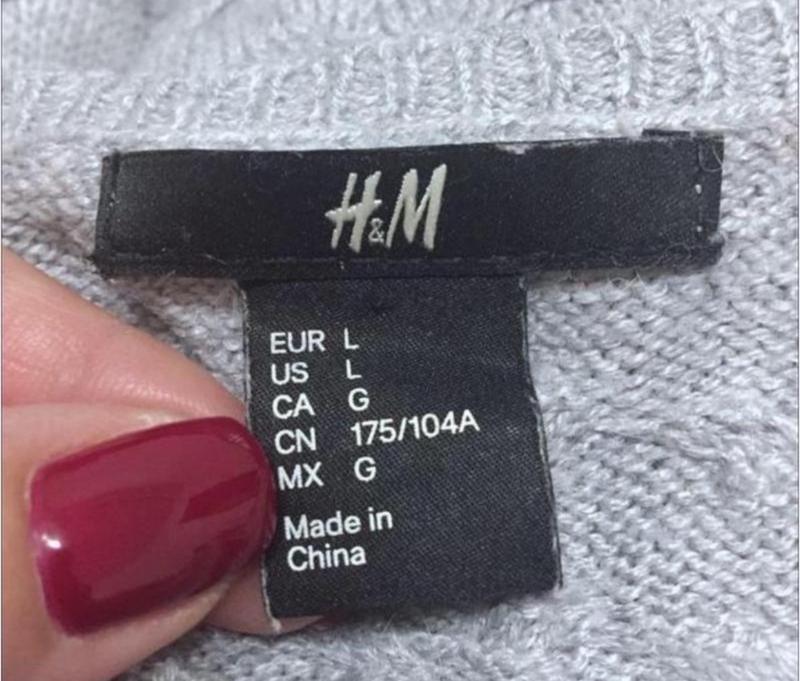 H&M
EUR L
US L
CA G
CN 175/104A
MX G
Made in
China